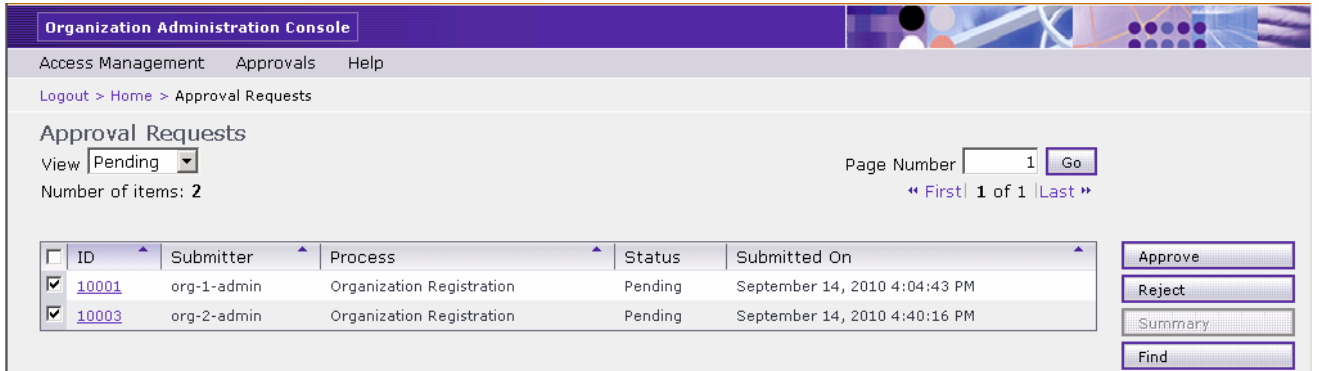 Organization Administration Console
Access Management Approvals Help
Logout > Home > Approval Requests
Approval Requests
View Pending Page Number 1 Go
Number of items: 2 First 1 of 1 Last
ID Submitter Process Status Submitted On Approve
10001 org-1-admin Organization Registration Pending September 14, 2010 4:04:43 PM Reject
10003 org-2-admin Organization Registration Pending September 14, 2010 4:40:16 PM Summary
Find